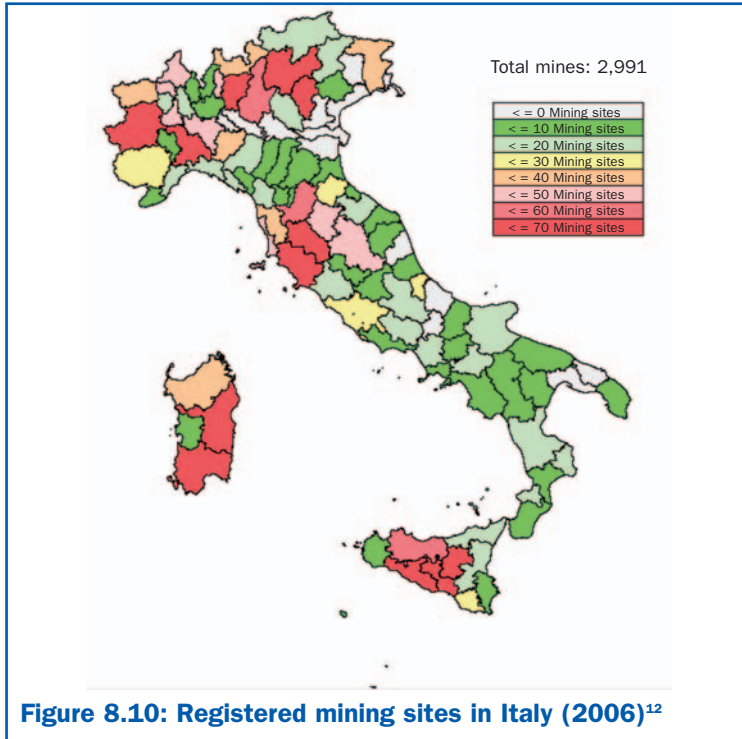 Total mines: 2,991
< = 0 Mining sites
< = 10 Mining sites
< = 20 Mining sites
< = 30 Mining sites
< = 40 Mining sites
< = 50 Mining sites
< = 60 Mining sites
< = 70 Mining sites
Figure 8.10: Registered mining sites in Italy (2006)¹²